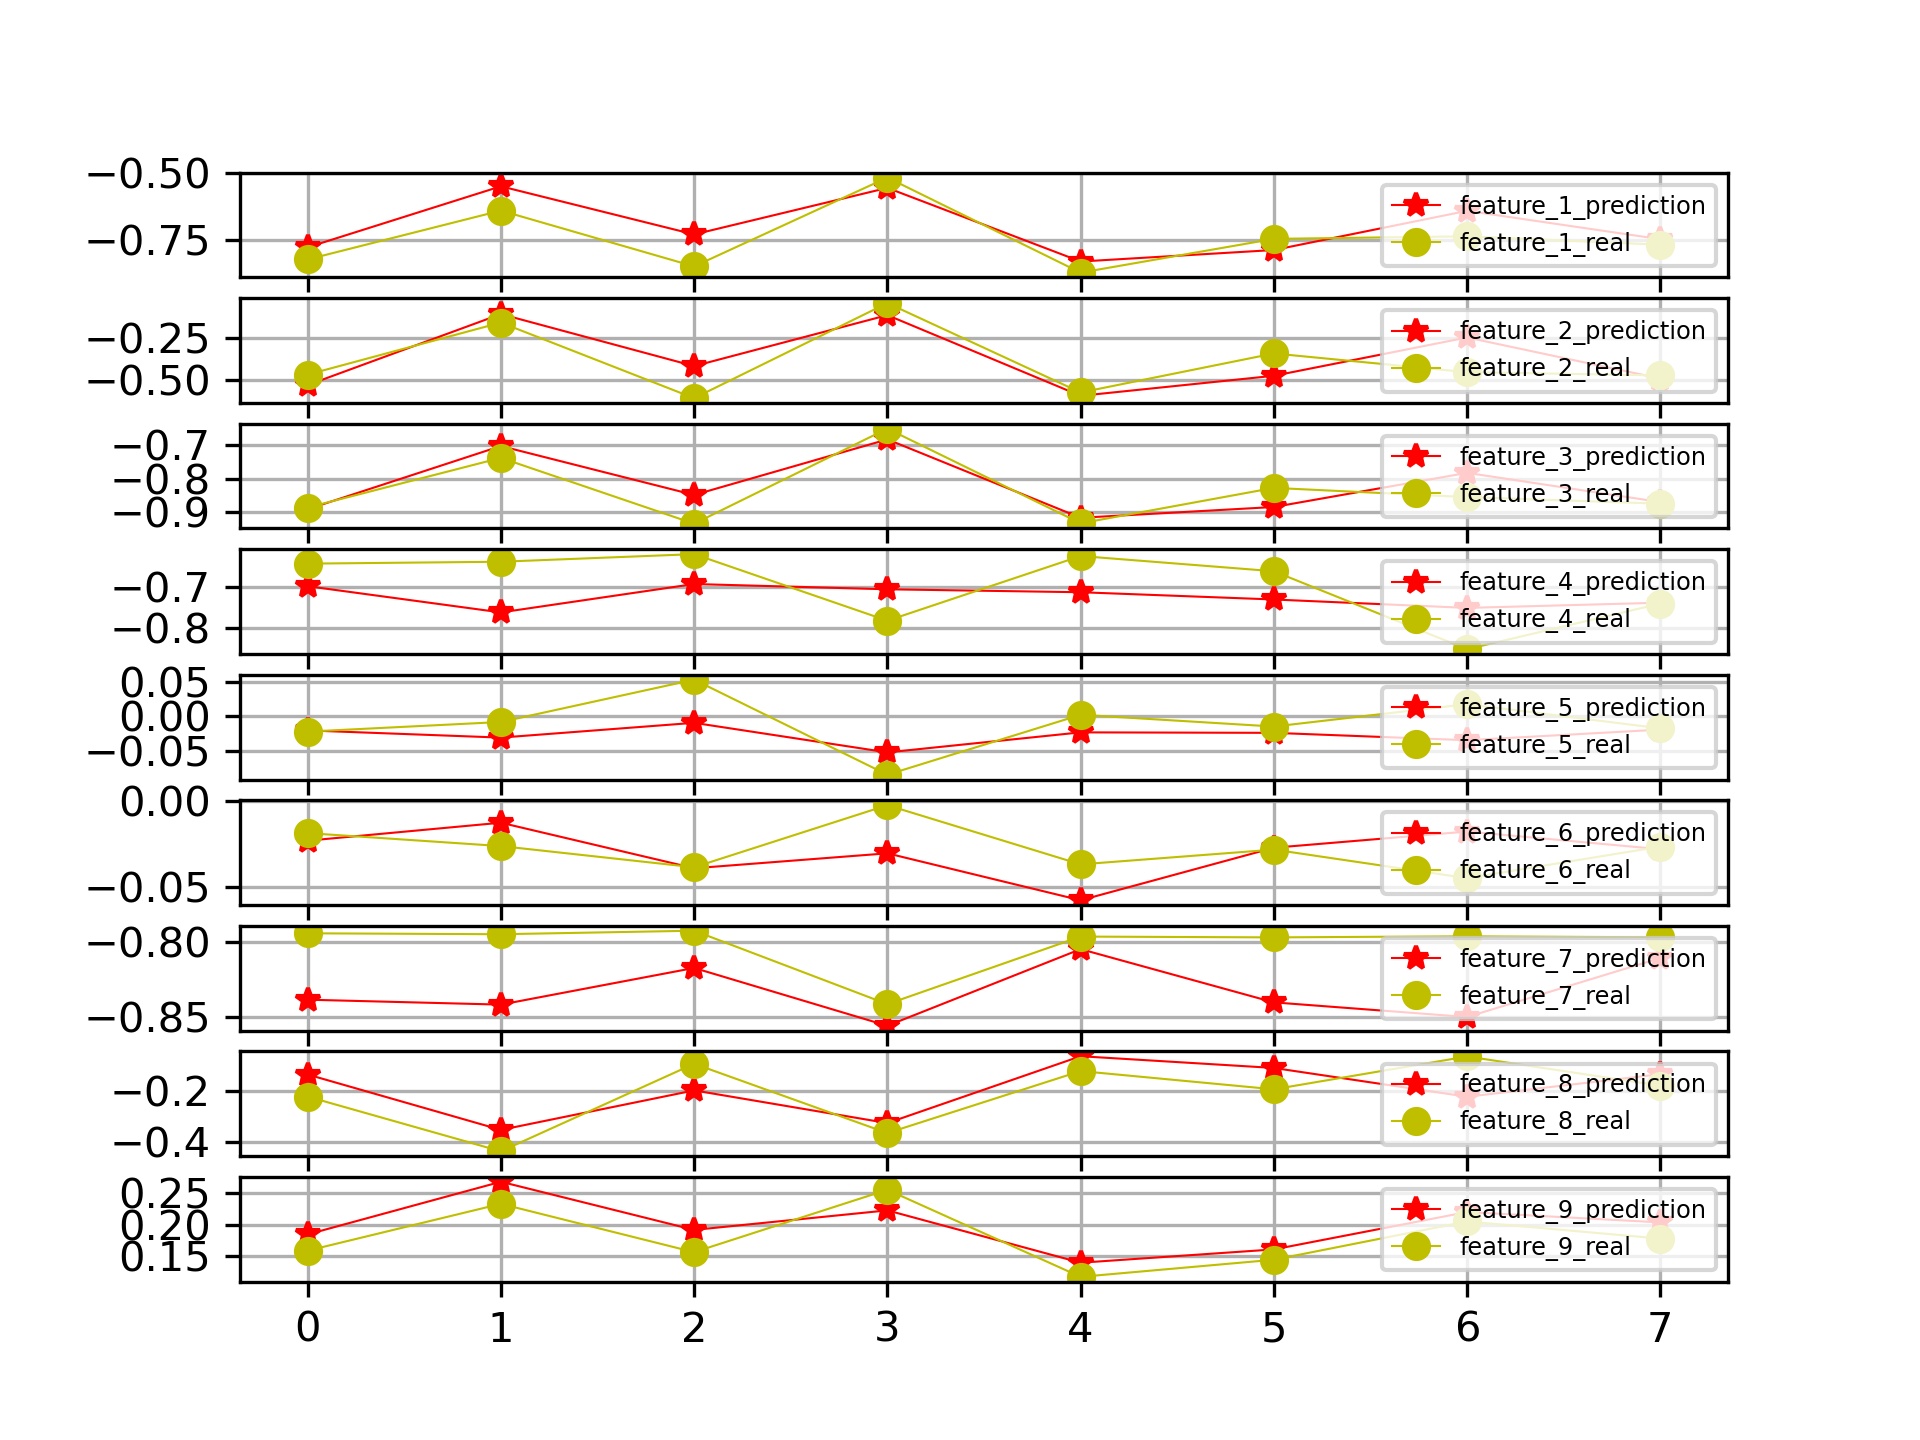 −0.50
−0.75
feature_1_prediction
feature_1_real
−0.25
−0.50
feature_2_prediction
feature_2_real
−0.7
−0.8
−0.9
feature_3_prediction
feature_3_real
−0.7
−0.8
feature_4_prediction
feature_4_real
0.05
0.00
−0.05
feature_5_prediction
feature_5_real
0.00
−0.05
feature_6_prediction
feature_6_real
−0.80
−0.85
feature_7_prediction
feature_7_real
−0.2
−0.4
feature_8_prediction
feature_8_real
0.25
0.20
0.15
feature_9_prediction
feature_9_real
0 1 2 3 4 5 6 7